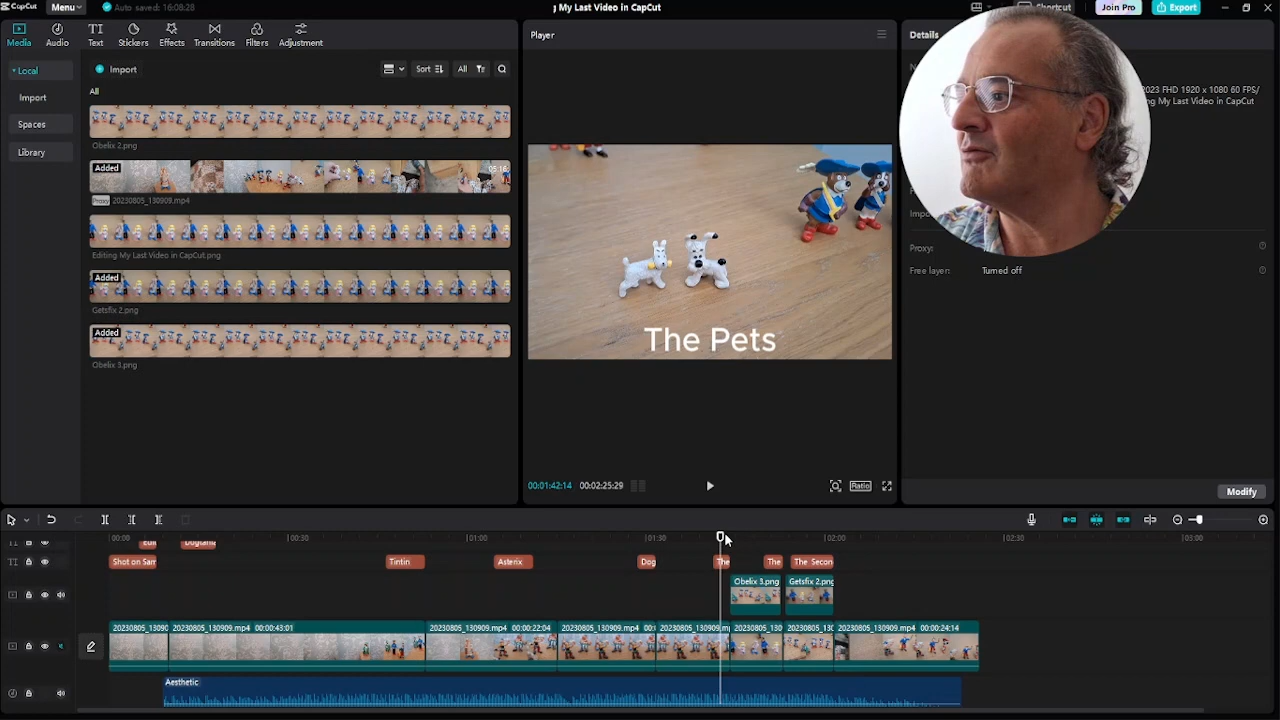 CapCut
Menu
Auto saved: 16:08:28
My Last Video in CapCut
Shortcut
Join Pro
Export
Media
Audio
Text
Stickers
Effects
Transitions
Filters
Adjustment
Player
Details
Local
Import
Sort
All
Import
All
2023 FHD 1920 x 1080 60 FPS/
ng My Last Video in CapCut
Spaces
Library
Obelix 2.png
Added
05:16
Proxy
20230805_130909.mp4
Editing My Last Video in CapCut.png
Added
Getsfix 2.png
Added
Obelix 3.png
The Pets
Proxy:
Free layer:
Turned off
00:01:42:14
00:02:25:29
Ratio
Modify
00:00
00:30
01:00
01:30
02:00
02:30
03:00
Edit
Dogtanz
Shot on Sam
Tintin
Asterix
Dog
The
The
The Secon
Obelix 3.png
Getsfix 2.png
20230805_13090
20230805_130909.mp4
00:00:43:01
20230805_130909.mp4
00:00:22:04
20230805_130909.mp4
00:0
20230805_130909.m
20230805_130
20230805_130
20230805_130909.mp4
00:00:24:14
Aesthetic